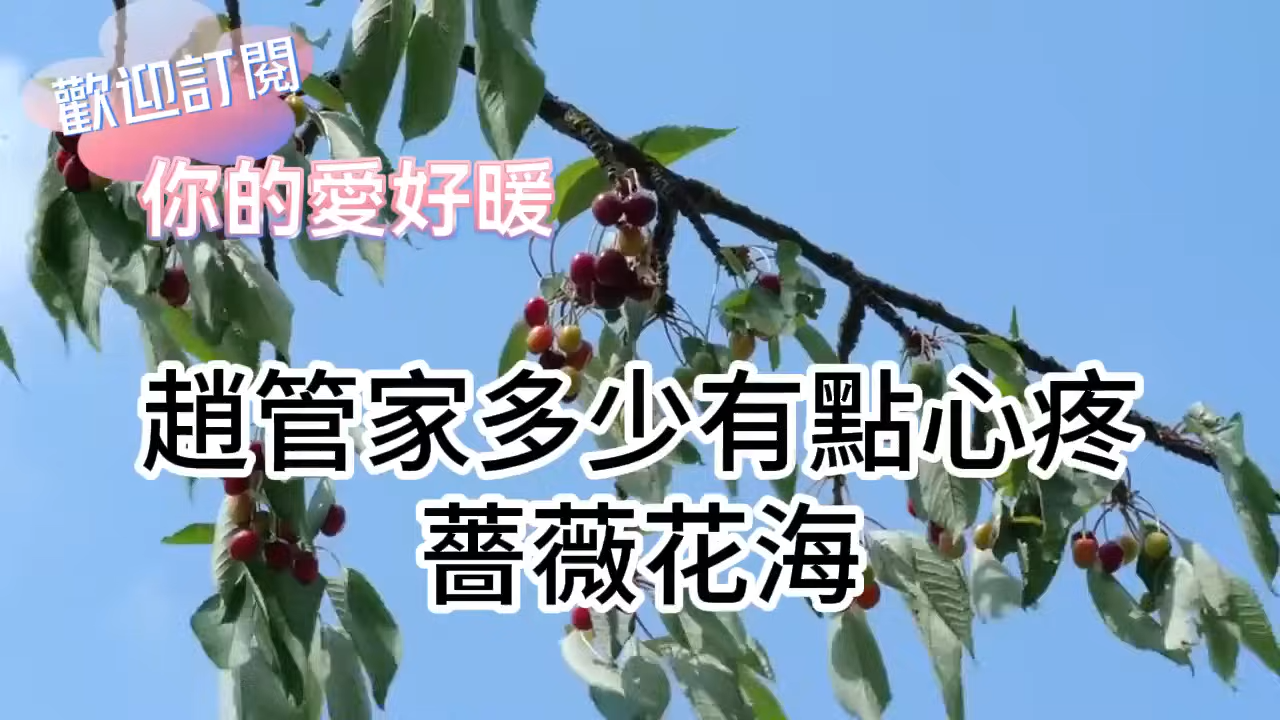 歡迎訂閱
你的愛好暖
趙管家多少有點心疼
薔薇花海